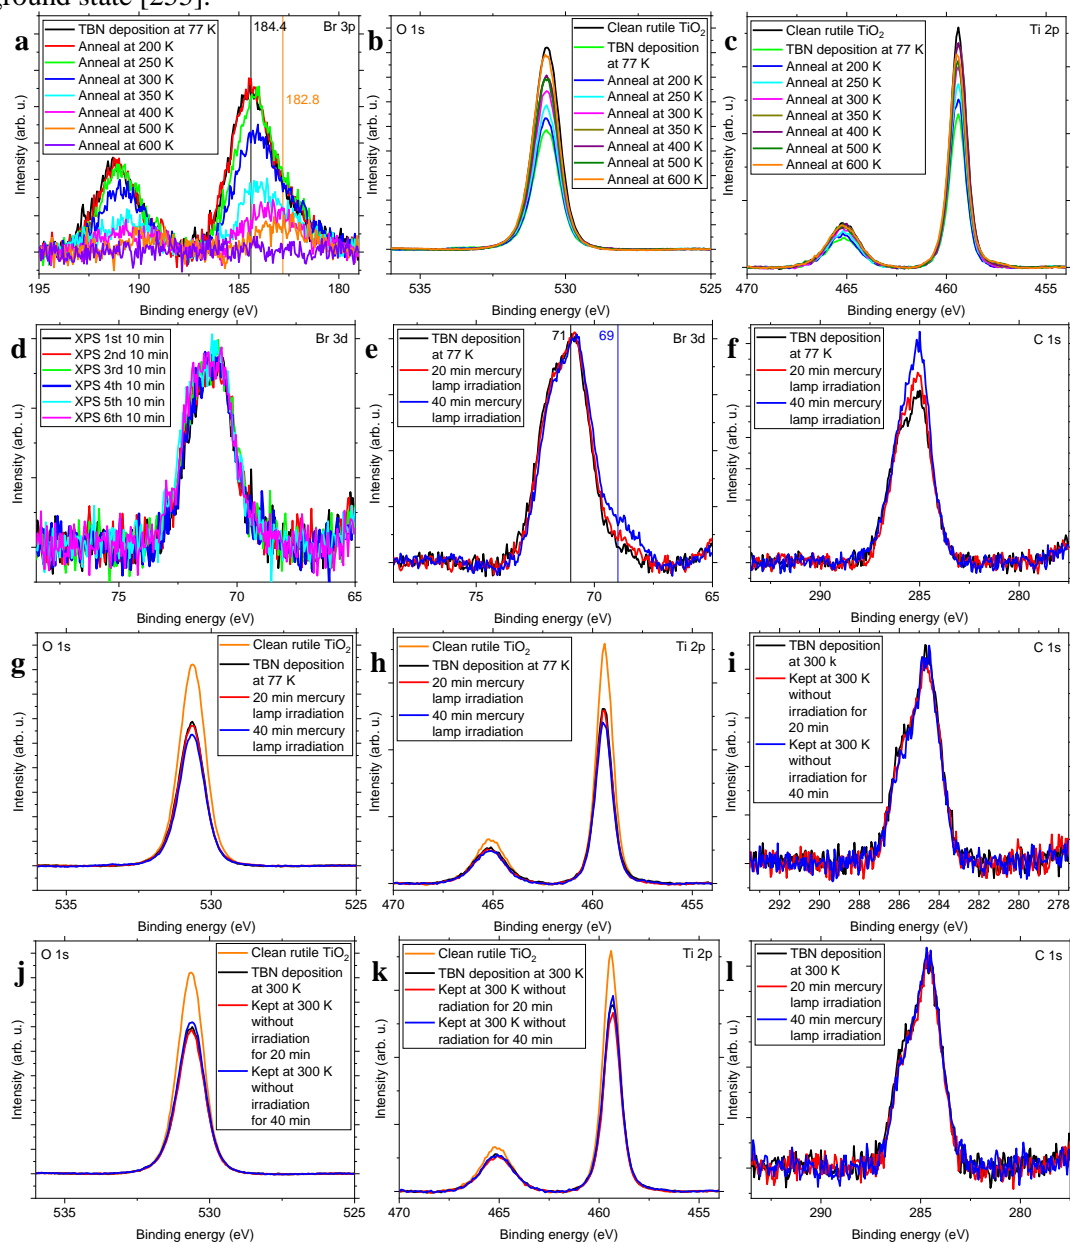 ground state [255].
a
Br 3p
184.4
182.8
TBN deposition at 77 K
Anneal at 200 K
Anneal at 250 K
Anneal at 300 K
Anneal at 350 K
Anneal at 400 K
Anneal at 500 K
Anneal at 600 K
Intensity (arb. u.)
195 190 185 180
Binding energy (eV)
b
O 1s
Clean rutile TiO2
TBN deposition
at 77 K
Anneal at 200 K
Anneal at 250 K
Anneal at 300 K
Anneal at 350 K
Anneal at 400 K
Anneal at 500 K
Anneal at 600 K
Intensity (arb. u.)
535 530 525
Binding energy (eV)
c
Ti 2p
Clean rutile TiO2
TBN deposition at 77 K
Anneal at 200 K
Anneal at 250 K
Anneal at 300 K
Anneal at 350 K
Anneal at 400 K
Anneal at 500 K
Anneal at 600 K
Intensity (arb. u.)
470 465 460 455
Binding energy (eV)
d
Br 3d
XPS 1st 10 min
XPS 2nd 10 min
XPS 3rd 10 min
XPS 4th 10 min
XPS 5th 10 min
XPS 6th 10 min
Intensity (arb. u.)
75 70 65
Binding energy (eV)
e
71
69
Br 3d
TBN deposition
at 77 K
20 min mercury
lamp irradiation
40 min mercury
lamp irradiation
Intensity (arb. u.)
75 70 65
Binding energy (eV)
f
C 1s
TBN deposition
at 77 K
20 min mercury
lamp irradiation
40 min mercury
lamp irradiation
Intensity (arb. u.)
290 285 280
Binding energy (eV)
g
O 1s
Clean rutile TiO2
TBN deposition
at 77 K
20 min mercury
lamp irradiation
40 min mercury
lamp irradiation
Intensity (arb. u.)
535 530 525
Binding energy (eV)
h
Ti 2p
Clean rutile TiO2
TBN deposition at 77 K
20 min mercury
lamp irradiation
40 min mercury
lamp irradiation
Intensity (arb. u.)
470 465 460 455
Binding energy (eV)
i
C 1s
TBN deposition
at 300 k
Kept at 300 K
without
irradiation for
20 min
Kept at 300 K
without
irradiation for
40 min
Intensity (arb. u.)
292 290 288 286 284 282 280 278
Binding energy (eV)
j
O 1s
Clean rutile TiO2
TBN deposition
at 300 K
Kept at 300 K
without
irradiation
for 20 min
Kept at 300 K
without
irradiation
for 40 min
Intensity (arb. u.)
535 530 525
Binding energy (eV)
k
Ti 2p
Clean rutile TiO2
TBN deposition at 300 K
Kept at 300 K without
radiation for 20 min
Kept at 300 K without
radiation for 40 min
Intensity (arb. u.)
470 465 460 455
Binding energy (eV)
l
C 1s
TBN deposition
at 300 K
20 min mercury
lamp irradiation
40 min mercury
lamp irradiation
Intensity (arb. u.)
290 285 280
Binding energy (eV)